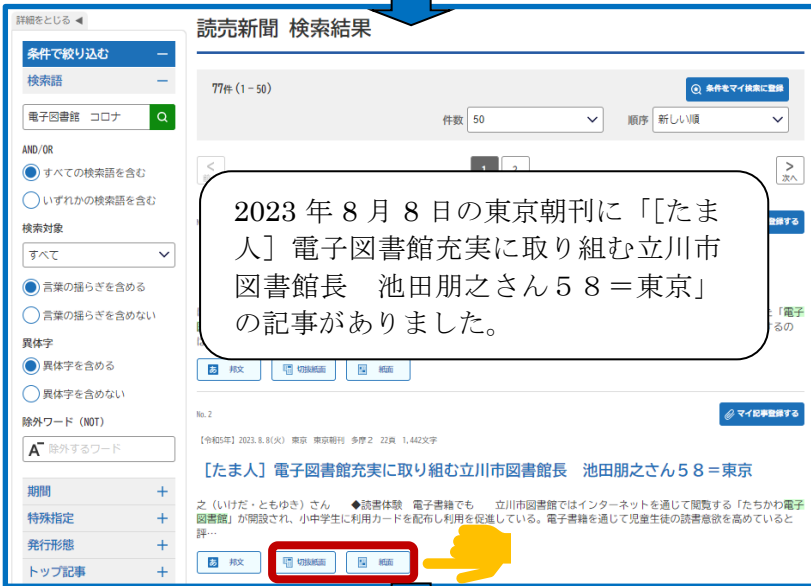 詳細をとじる ◀
条件で絞り込む －
検索語 －
電子図書館　コロナ
AND/OR
すべての検索語を含む
いずれかの検索語を含む
検索対象
すべて
言葉の揺らぎを含める
言葉の揺らぎを含めない
異体字
異体字を含める
異体字を含めない
除外ワード（NOT）
A 除外するワード
期間 ＋
特殊指定 ＋
発行形態 ＋
トップ記事 ＋
読売新聞 検索結果
77件(1-50)
条件をマイ検索に登録
件数 50 順序 新しい順
<
1 2
> 次へ
登録する
2023 年 8 月 8 日の東京朝刊に「[たま
人］電子図書館充実に取り組む立川市
図書館長　池田朋之さん５８＝東京」
の記事がありました。
「電子
するの
あ 邦文 切抜紙面 紙面
No.2
マイ記事登録する
【令和5年】2023.8.8(火) 東京 東京朝刊 多摩２ 22頁 1,442文字
［たま人］電子図書館充実に取り組む立川市図書館長　池田朋之さん５８＝東京
之（いけだ・ともゆき）さん　◆読書体験　電子書籍でも　立川市図書館ではインターネットを通じて閲覧する「たちかわ電子
図書館」が開設され、小中学生に利用カードを配布し利用を促進している。電子書籍を通じて児童生徒の読書意欲を高めていると
評…
あ 邦文 切抜紙面 紙面